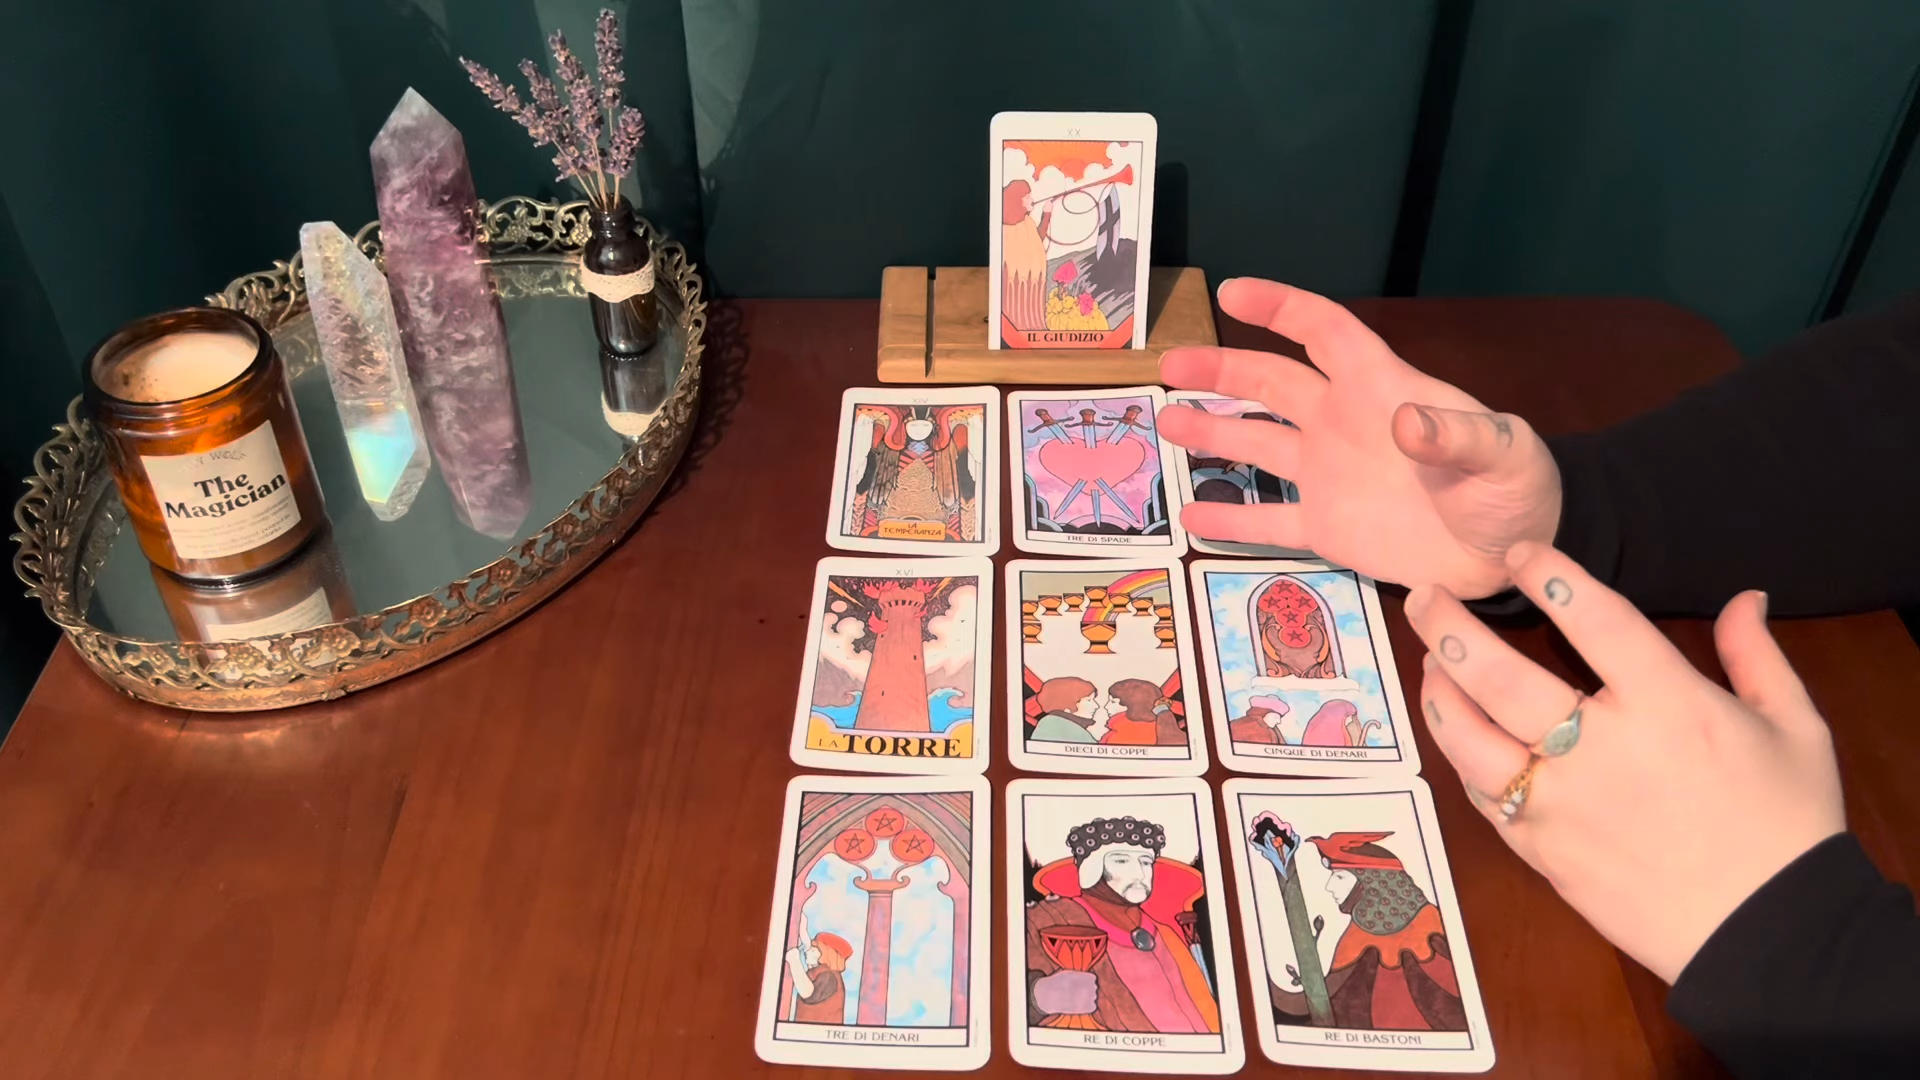 XX
IL GIUDIZIO
XIV
LA
TEMPERANZA
TRE DI SPADE
XVI
LA TORRE
DIECI DI COPPE
CINQUE DI DENARI
TRE DI DENARI
RE DI COPPE
RE DI BASTONI
The
Magician